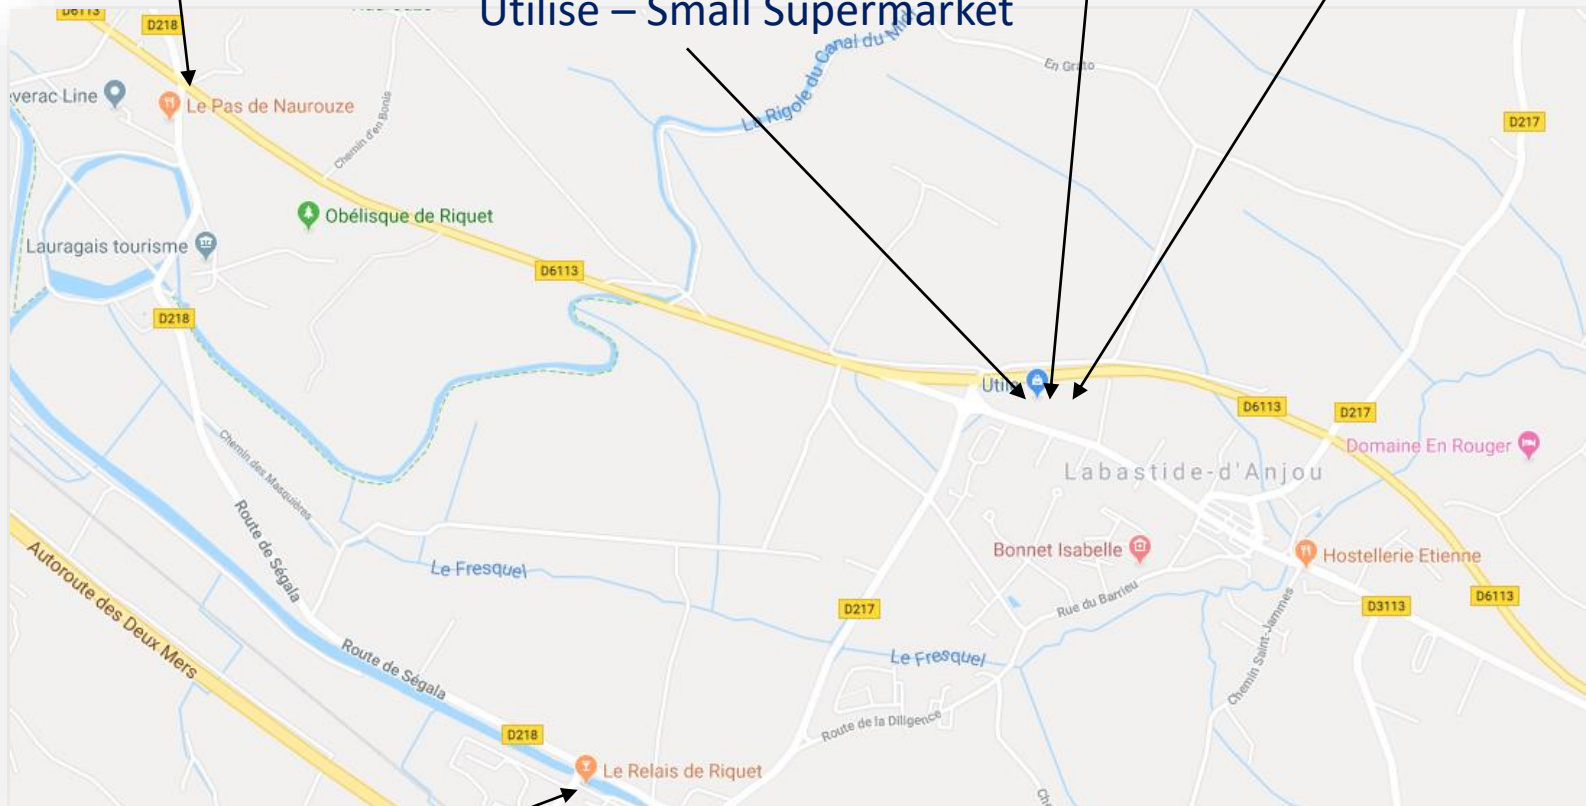 Utilise – Small Supermarket
D6113
D218
Canal du Midi
La Rigole du
En Grato
D217
verac Line
Le Pas de Naurouze
Chemin d'en Bonis
Obélisque de Riquet
Lauragais tourisme
D6113
D218
Utile
D6113
D217
Domaine En Rouger
Labastide-d'Anjou
Chemin des Masquières
Route de Ségala
Bonnet Isabelle
Hostellerie Etienne
Autoroute des Deux Mers
Le Fresquel
Rue du Barrieu
D217
D3113
D6113
Chemin Saint-Jammes
Le Fresquel
Route de Ségala
Route de la Diligence
D218
Le Relais de Riquet
Ch